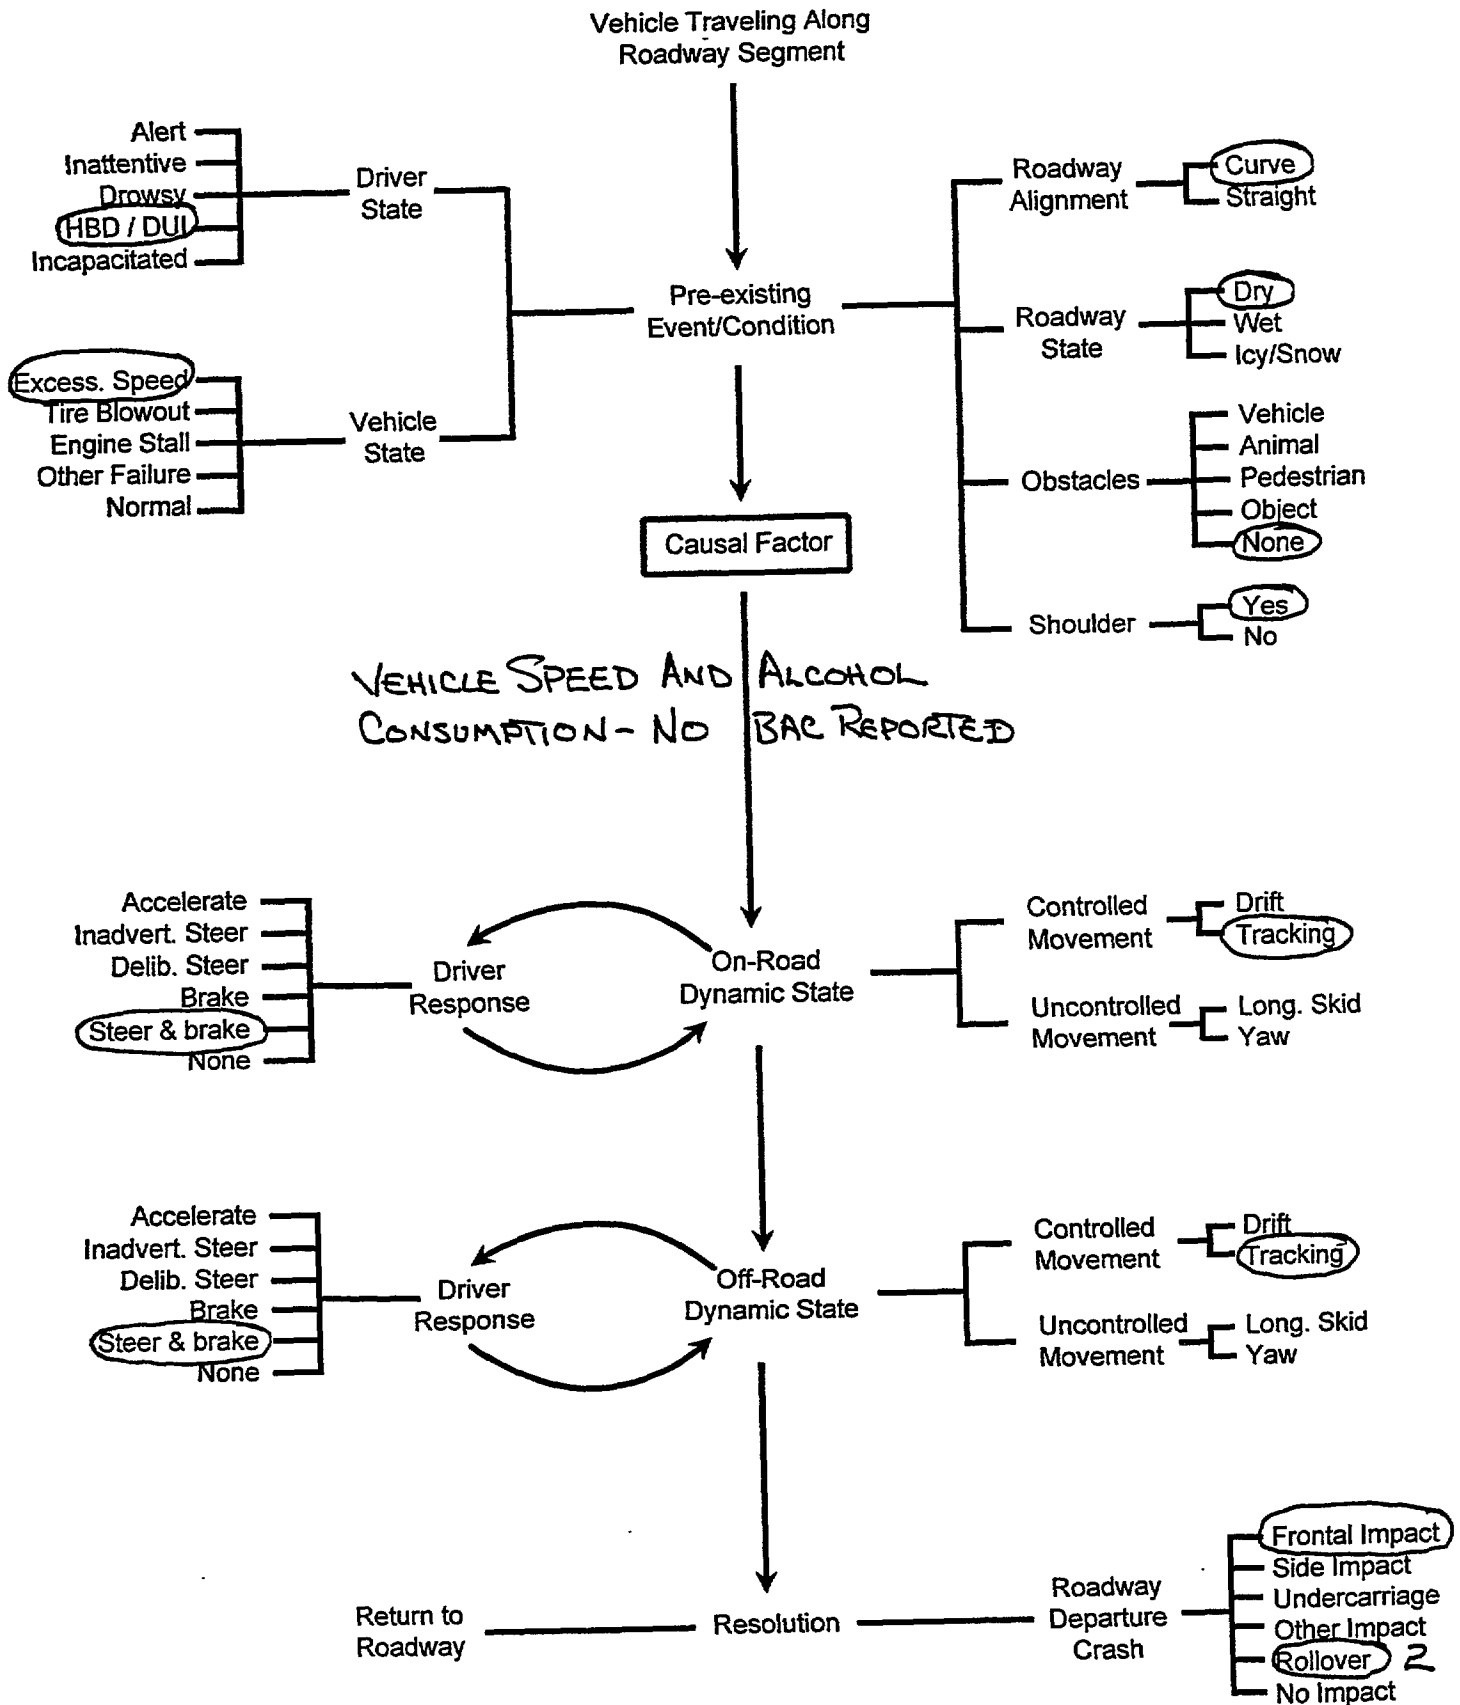 Vehicle Traveling Along
Roadway Segment
Alert
Inattentive
Drowsy
HBD / DUI
Incapacitated
Driver
State
Excess. Speed
Tire Blowout
Engine Stall
Other Failure
Normal
Vehicle
State
Pre-existing
Event/Condition
Roadway
Alignment
Curve
Straight
Roadway
State
Dry
Wet
Icy/Snow
Obstacles
Vehicle
Animal
Pedestrian
Object
None
Shoulder
Yes
No
Causal Factor
VEHICLE SPEED AND ALCOHOL
CONSUMPTION - NO BAC REPORTED
Accelerate
Inadvert. Steer
Delib. Steer
Brake
Steer & brake
None
Driver
Response
On-Road
Dynamic State
Controlled
Movement
Drift
Tracking
Uncontrolled
Movement
Long. Skid
Yaw
Accelerate
Inadvert. Steer
Delib. Steer
Brake
Steer & brake
None
Driver
Response
Off-Road
Dynamic State
Controlled
Movement
Drift
Tracking
Uncontrolled
Movement
Long. Skid
Yaw
Return to
Roadway
Resolution
Roadway
Departure
Crash
Frontal Impact
Side Impact
Undercarriage
Other Impact
Rollover 2
No Impact